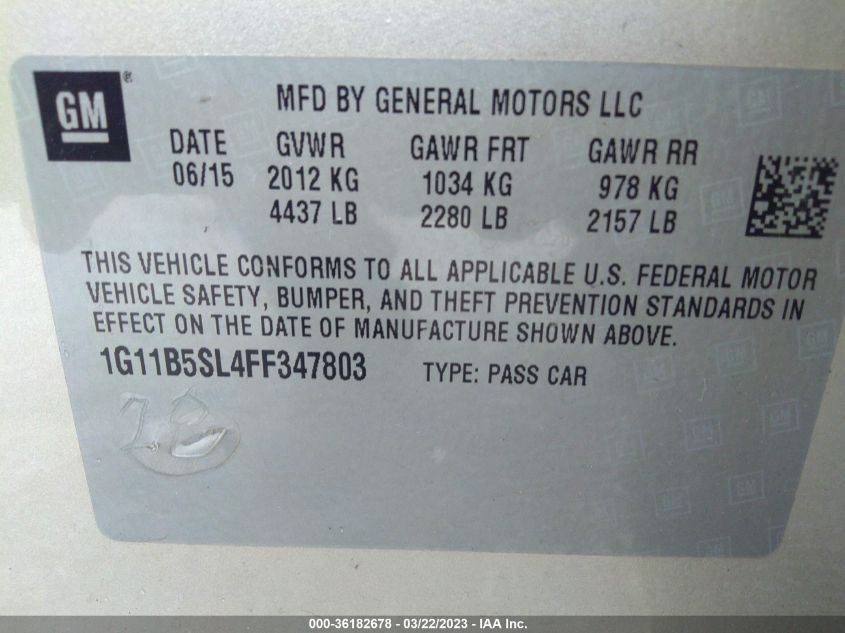 GM ® MFD BY GENERAL MOTORS LLC
DATE GVWR GAWR FRT GAWR RR
06/15 2012 KG 1034 KG 978 KG
4437 LB 2280 LB 2157 LB
THIS VEHICLE CONFORMS TO ALL APPLICABLE U.S. FEDERAL MOTOR
VEHICLE SAFETY, BUMPER, AND THEFT PREVENTION STANDARDS IN
EFFECT ON THE DATE OF MANUFACTURE SHOWN ABOVE.
1G11B5SL4FF347803 TYPE: PASS CAR
000-36182678 - 03/22/2023 - IAA Inc.